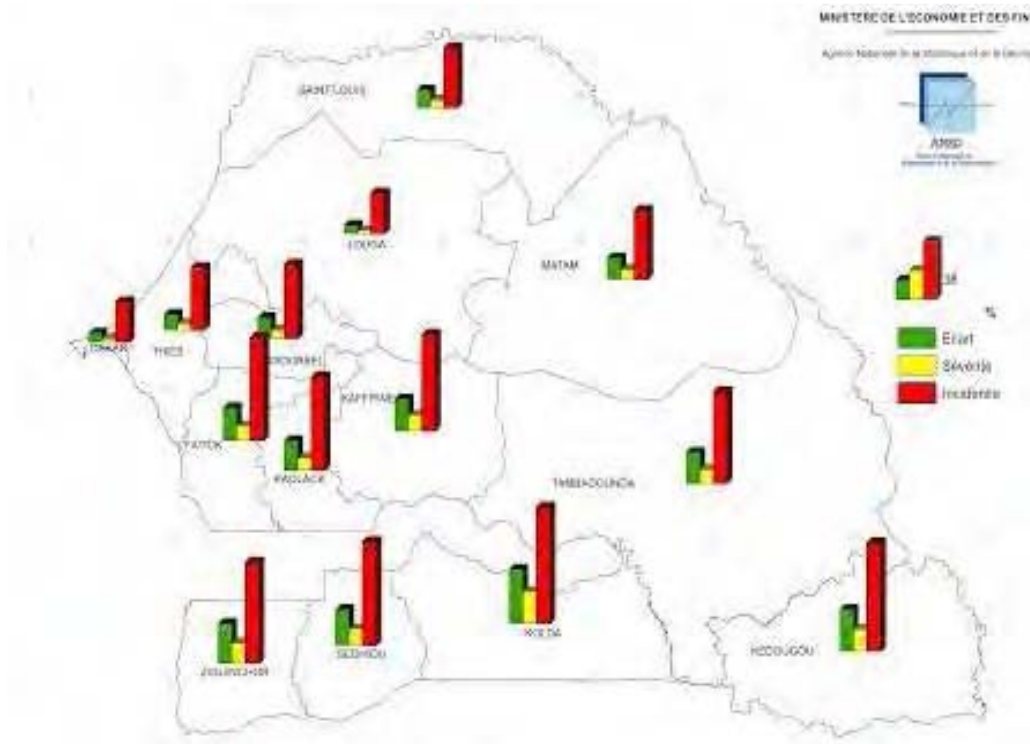 MINISTERE DE L'ECONOMIE ET DES FIN
ANSD
SAINT LOUIS
LOUGA
MATAM
DAKAR
THIES
DIOURBEL
KAFFRINE
FATICK
KAOLACK
TAMBACOUNDA
ZIGUINCHOR
SEDHIOU
KOLDA
KEDOUGOU
%
Ecart
Sévérité
Incidence